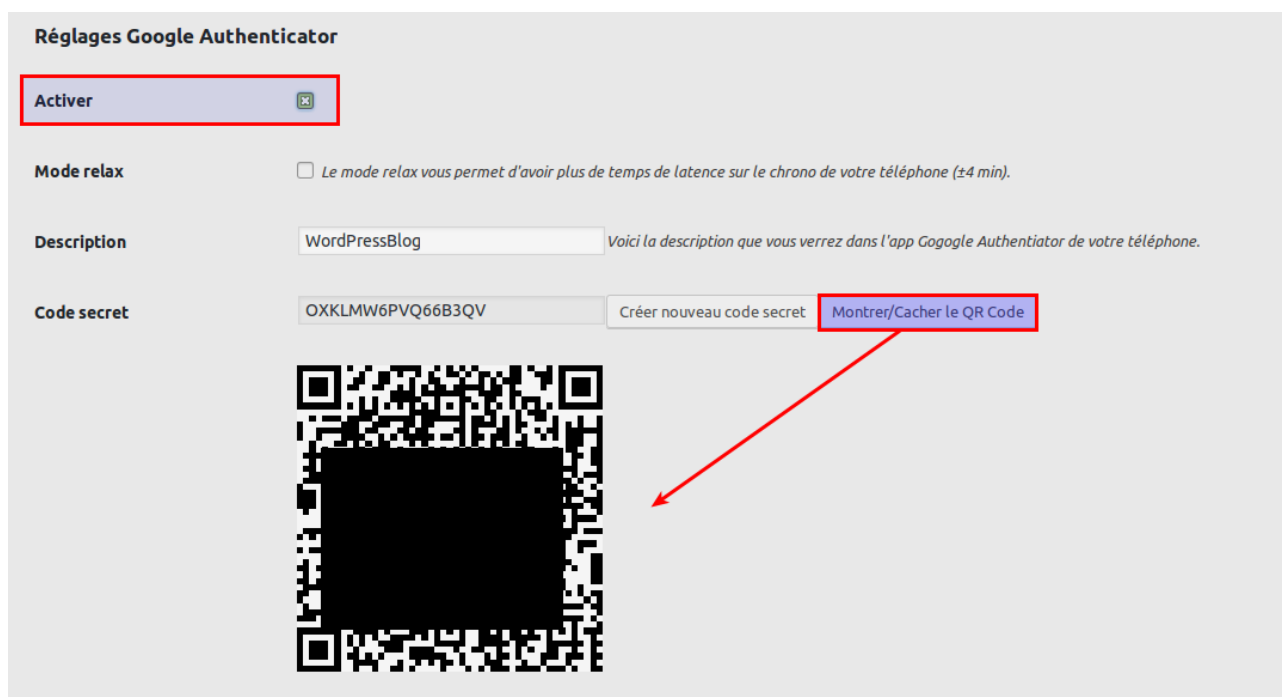 Réglages Google Authenticator
Activer
Mode relax Le mode relax vous permet d'avoir plus de temps de latence sur le chrono de votre téléphone (±4 min).
Description WordPressBlog Voici la description que vous verrez dans l'app Gogogle Authentiator de votre téléphone.
Code secret OXKLMW6PVQ66B3QV Créer nouveau code secret Montrer/Cacher le QR Code